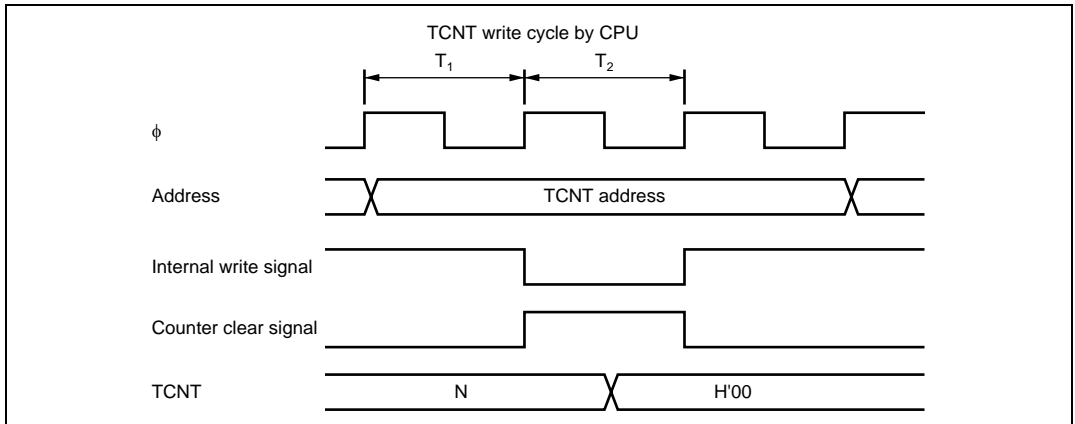 TCNT write cycle by CPU
T1 T2
ϕ
Address TCNT address
Internal write signal
Counter clear signal
TCNT N H'00